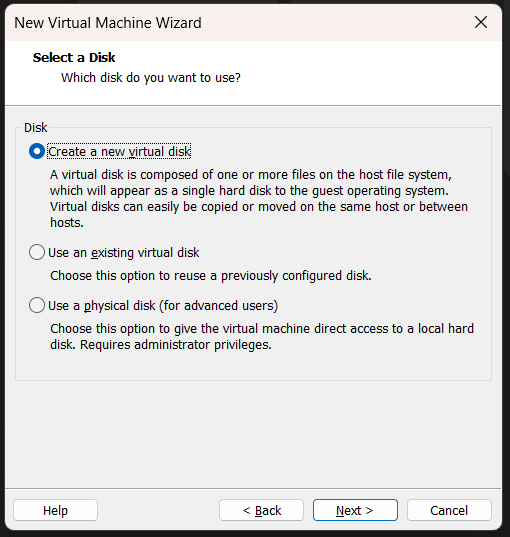 New Virtual Machine Wizard
Select a Disk
Which disk do you want to use?
Disk
Create a new virtual disk
A virtual disk is composed of one or more files on the host file system,
which will appear as a single hard disk to the guest operating system.
Virtual disks can easily be copied or moved on the same host or between
hosts.
Use an existing virtual disk
Choose this option to reuse a previously configured disk.
Use a physical disk (for advanced users)
Choose this option to give the virtual machine direct access to a local hard
disk. Requires administrator privileges.
Help
< Back
Next >
Cancel